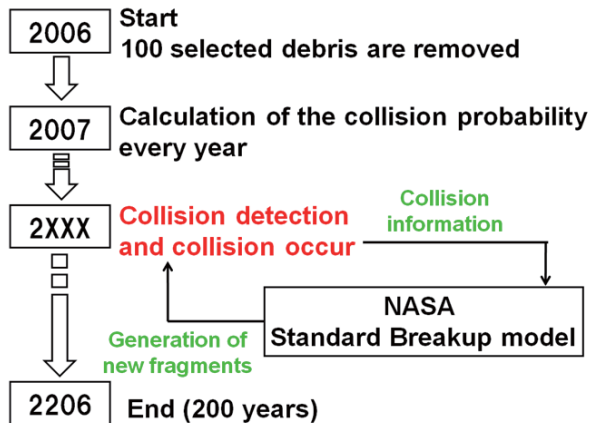 2006
Start
100 selected debris are removed
2007
Calculation of the collision probability
every year
2XXX
Collision detection
and collision occur
Collision
information
NASA
Standard Breakup model
Generation of
new fragments
2206
End (200 years)